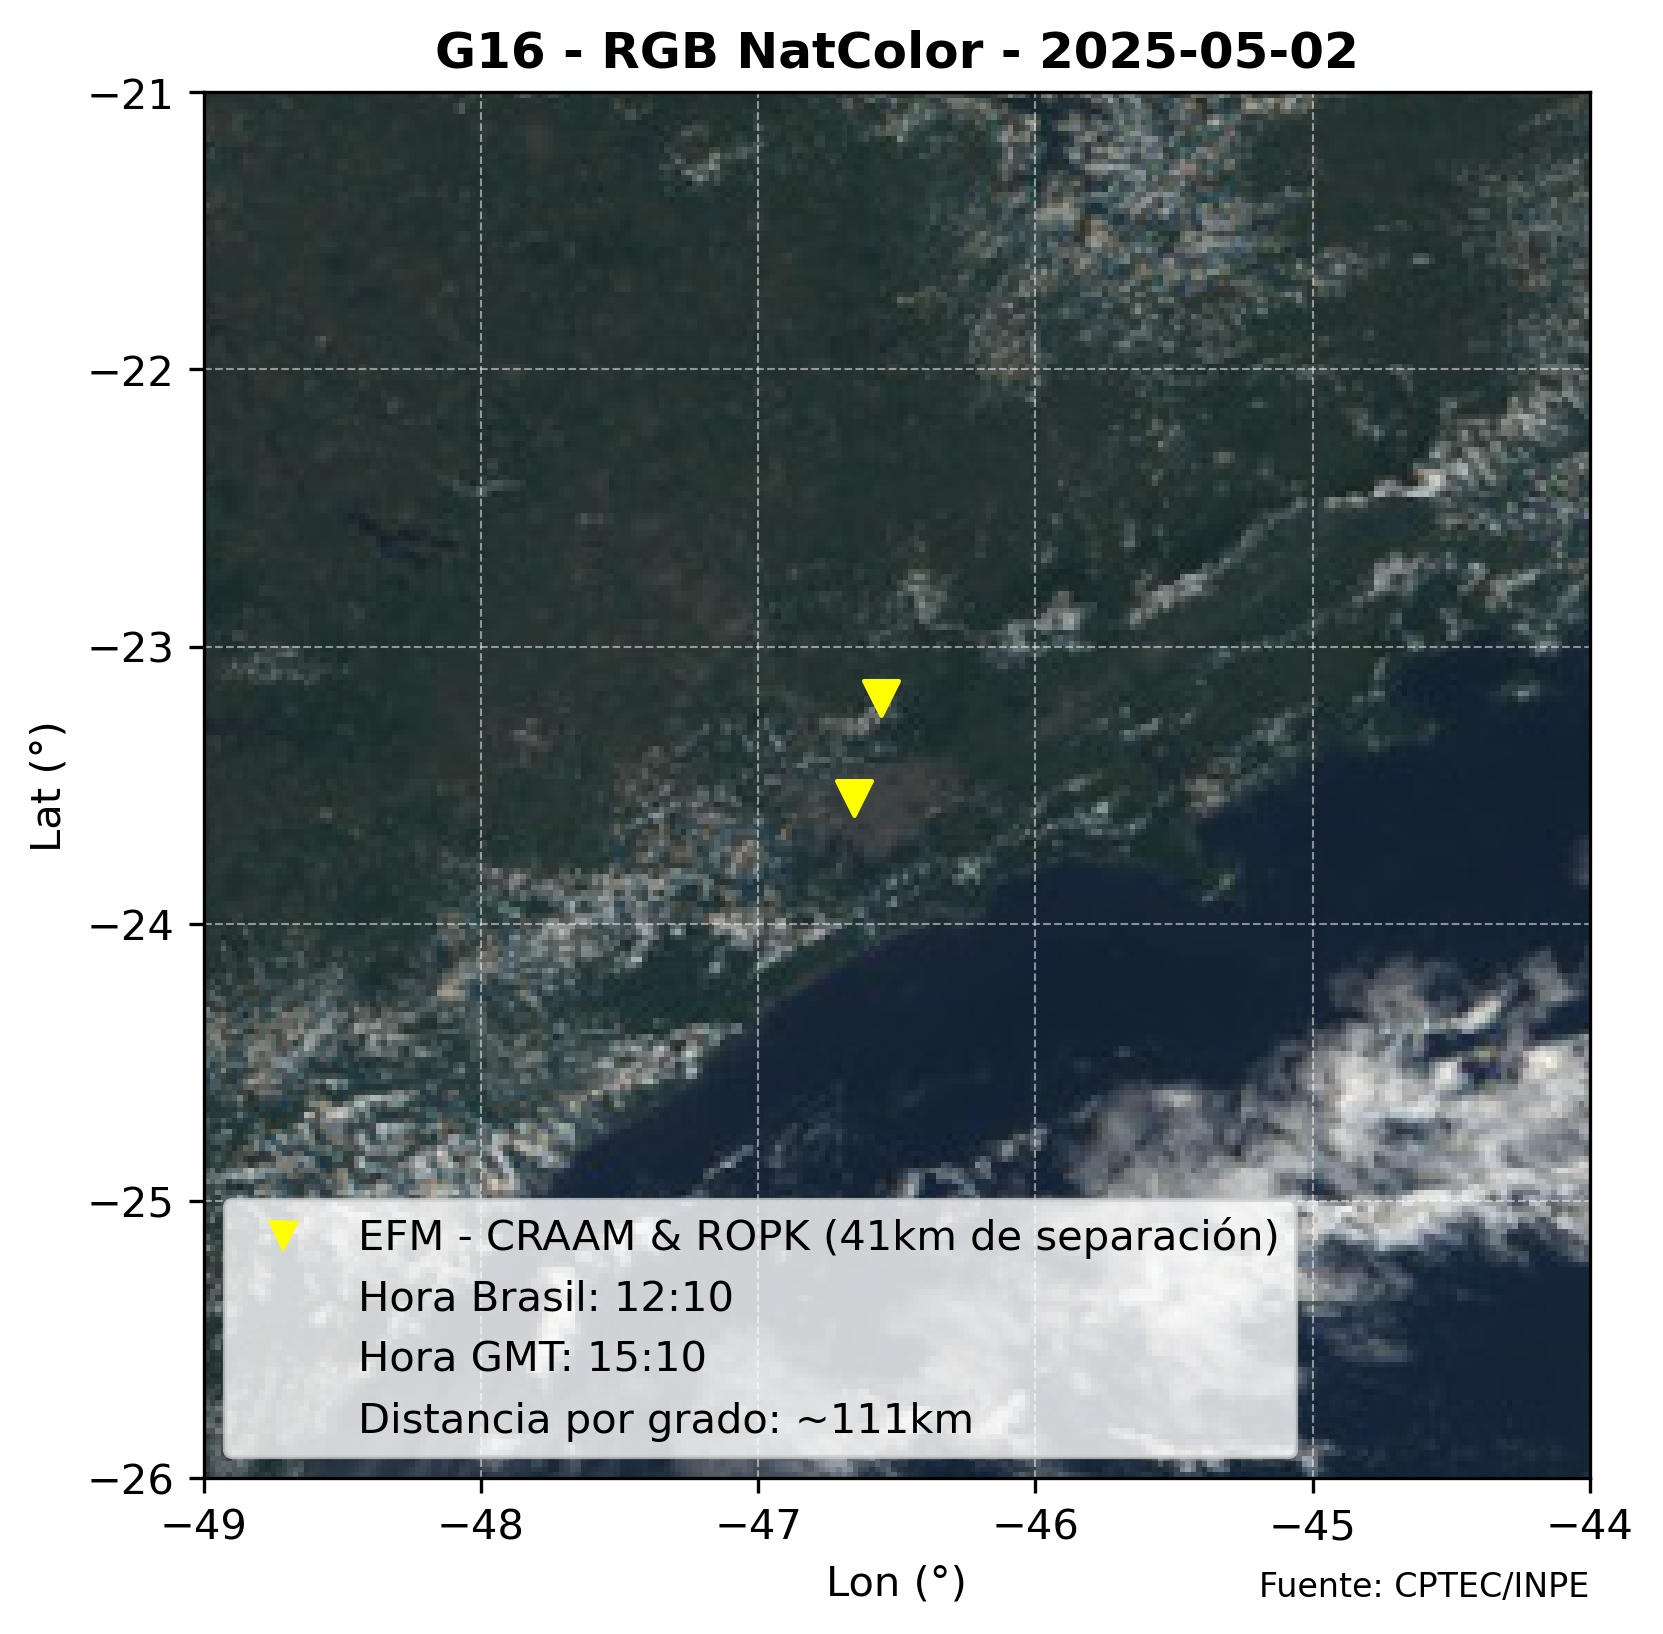 G16 - RGB NatColor - 2025-05-02
−21
−22
−23
−24
−25
−26
Lat (°)
EFM - CRAAM & ROPK (41km de separación)
Hora Brasil: 12:10
Hora GMT: 15:10
Distancia por grado: ~111km
−49
−48
−47
−46
−45
−44
Lon (°)
Fuente: CPTEC/INPE